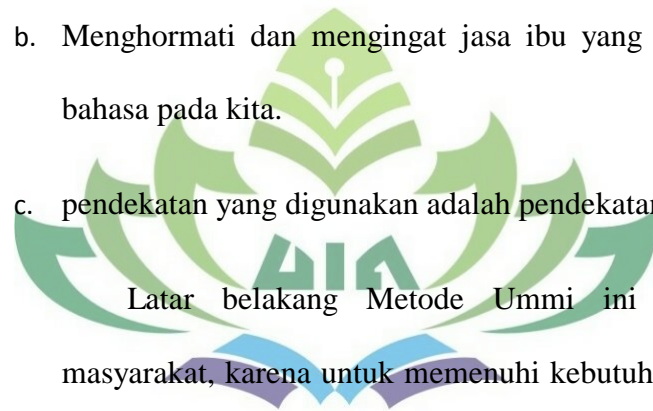 b. Menghormati dan mengingat jasa ibu yang
bahasa pada kita.
c. pendekatan yang digunakan adalah pendekatan
UIN
Latar belakang Metode Ummi ini
masyarakat, karena untuk memenuhi kebutuh